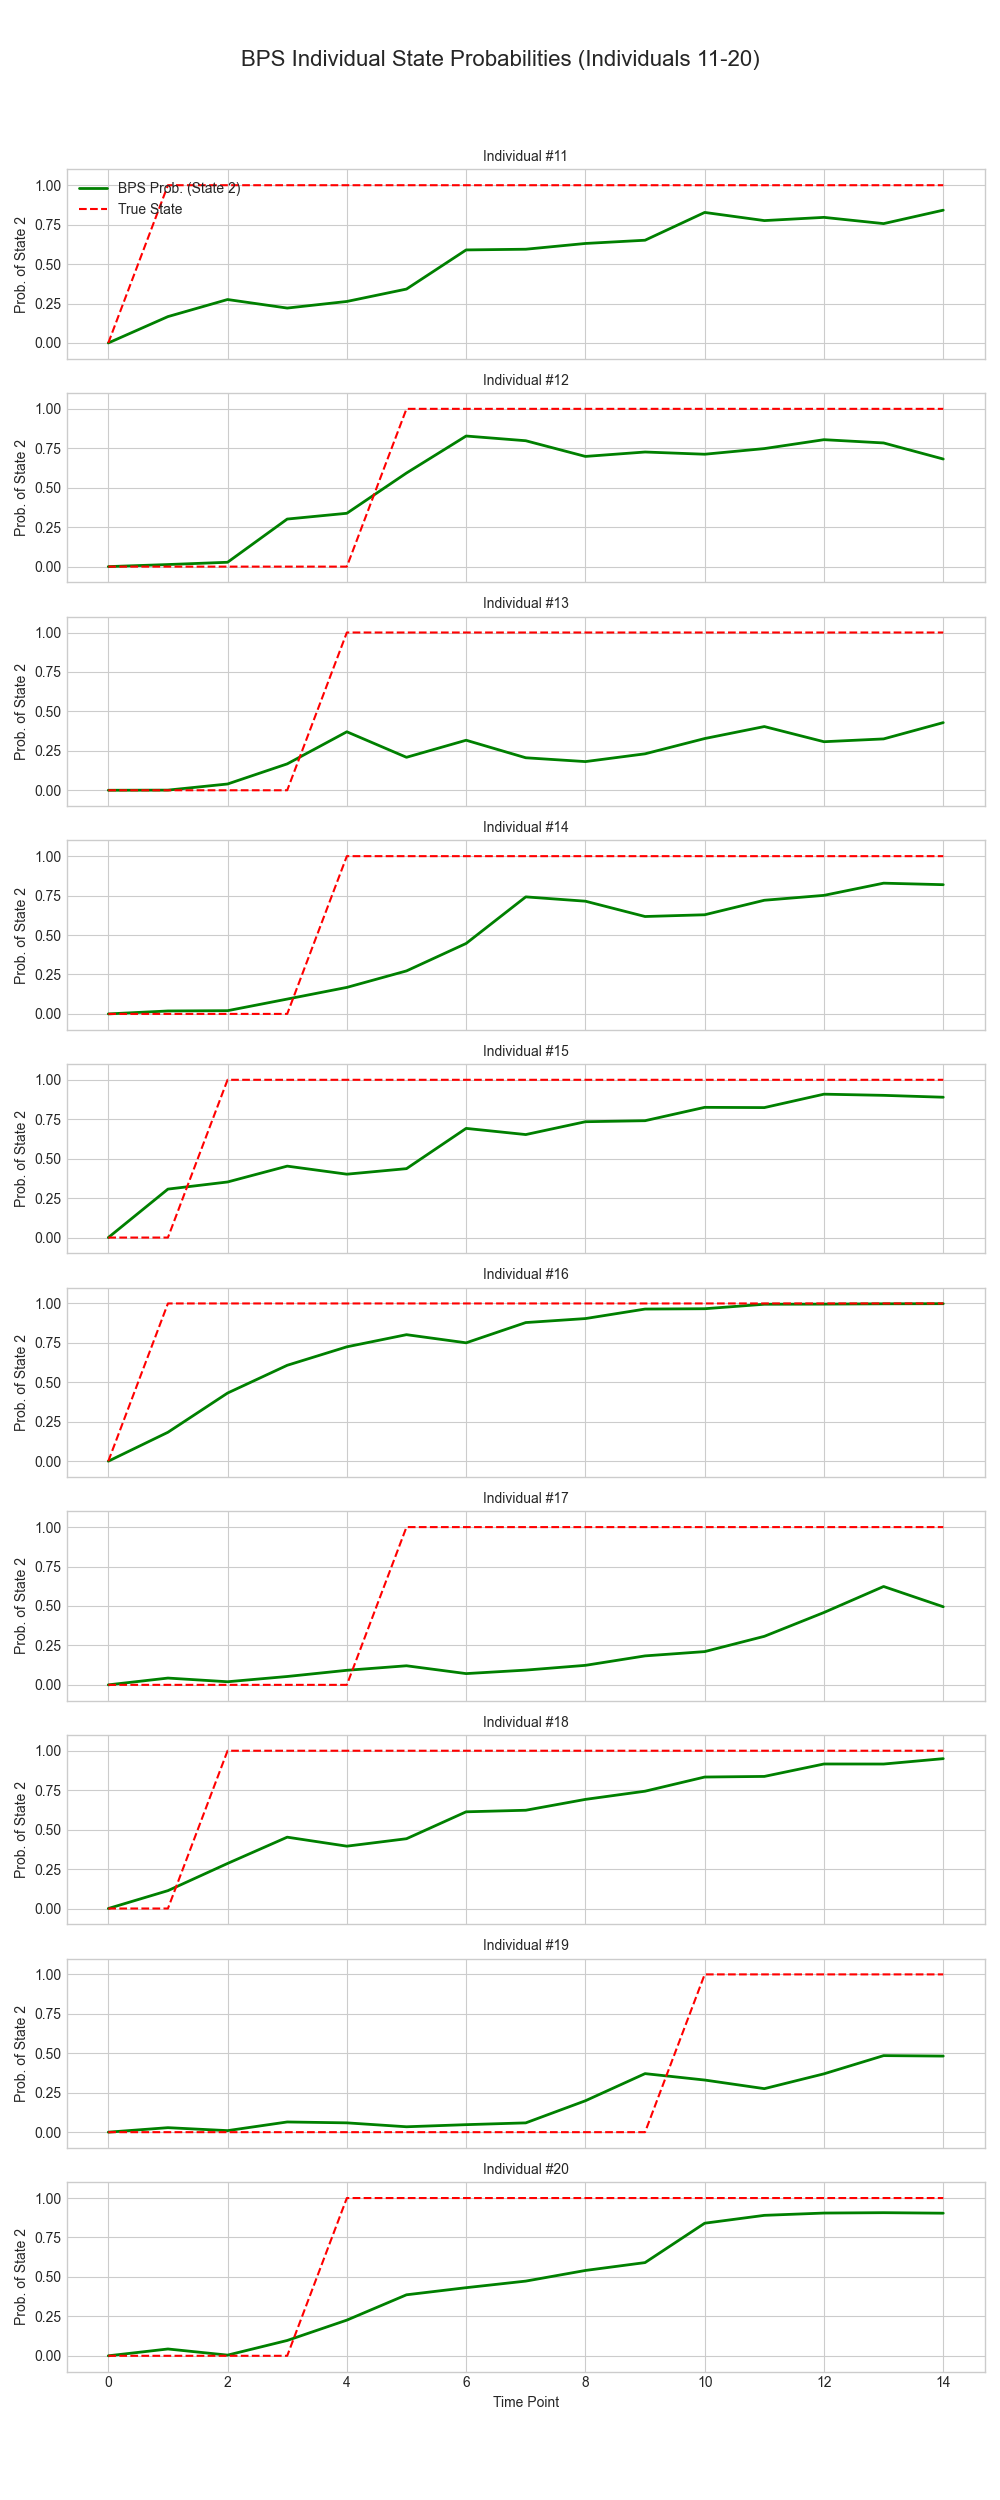 BPS Individual State Probabilities (Individuals 11-20)
Individual #11
BPS Prob. (State 2)
True State
Prob. of State 2
1.00
0.75
0.50
0.25
0.00
Individual #12
Prob. of State 2
1.00
0.75
0.50
0.25
0.00
Individual #13
Prob. of State 2
1.00
0.75
0.50
0.25
0.00
Individual #14
Prob. of State 2
1.00
0.75
0.50
0.25
0.00
Individual #15
Prob. of State 2
1.00
0.75
0.50
0.25
0.00
Individual #16
Prob. of State 2
1.00
0.75
0.50
0.25
0.00
Individual #17
Prob. of State 2
1.00
0.75
0.50
0.25
0.00
Individual #18
Prob. of State 2
1.00
0.75
0.50
0.25
0.00
Individual #19
Prob. of State 2
1.00
0.75
0.50
0.25
0.00
Individual #20
Prob. of State 2
1.00
0.75
0.50
0.25
0.00
0 2 4 6 8 10 12 14
Time Point